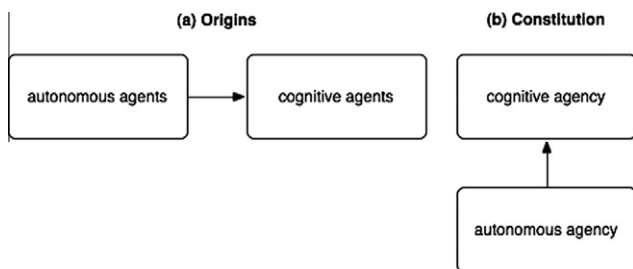 (a) Origins
autonomous agents
cognitive agents
(b) Constitution
cognitive agency
autonomous agency